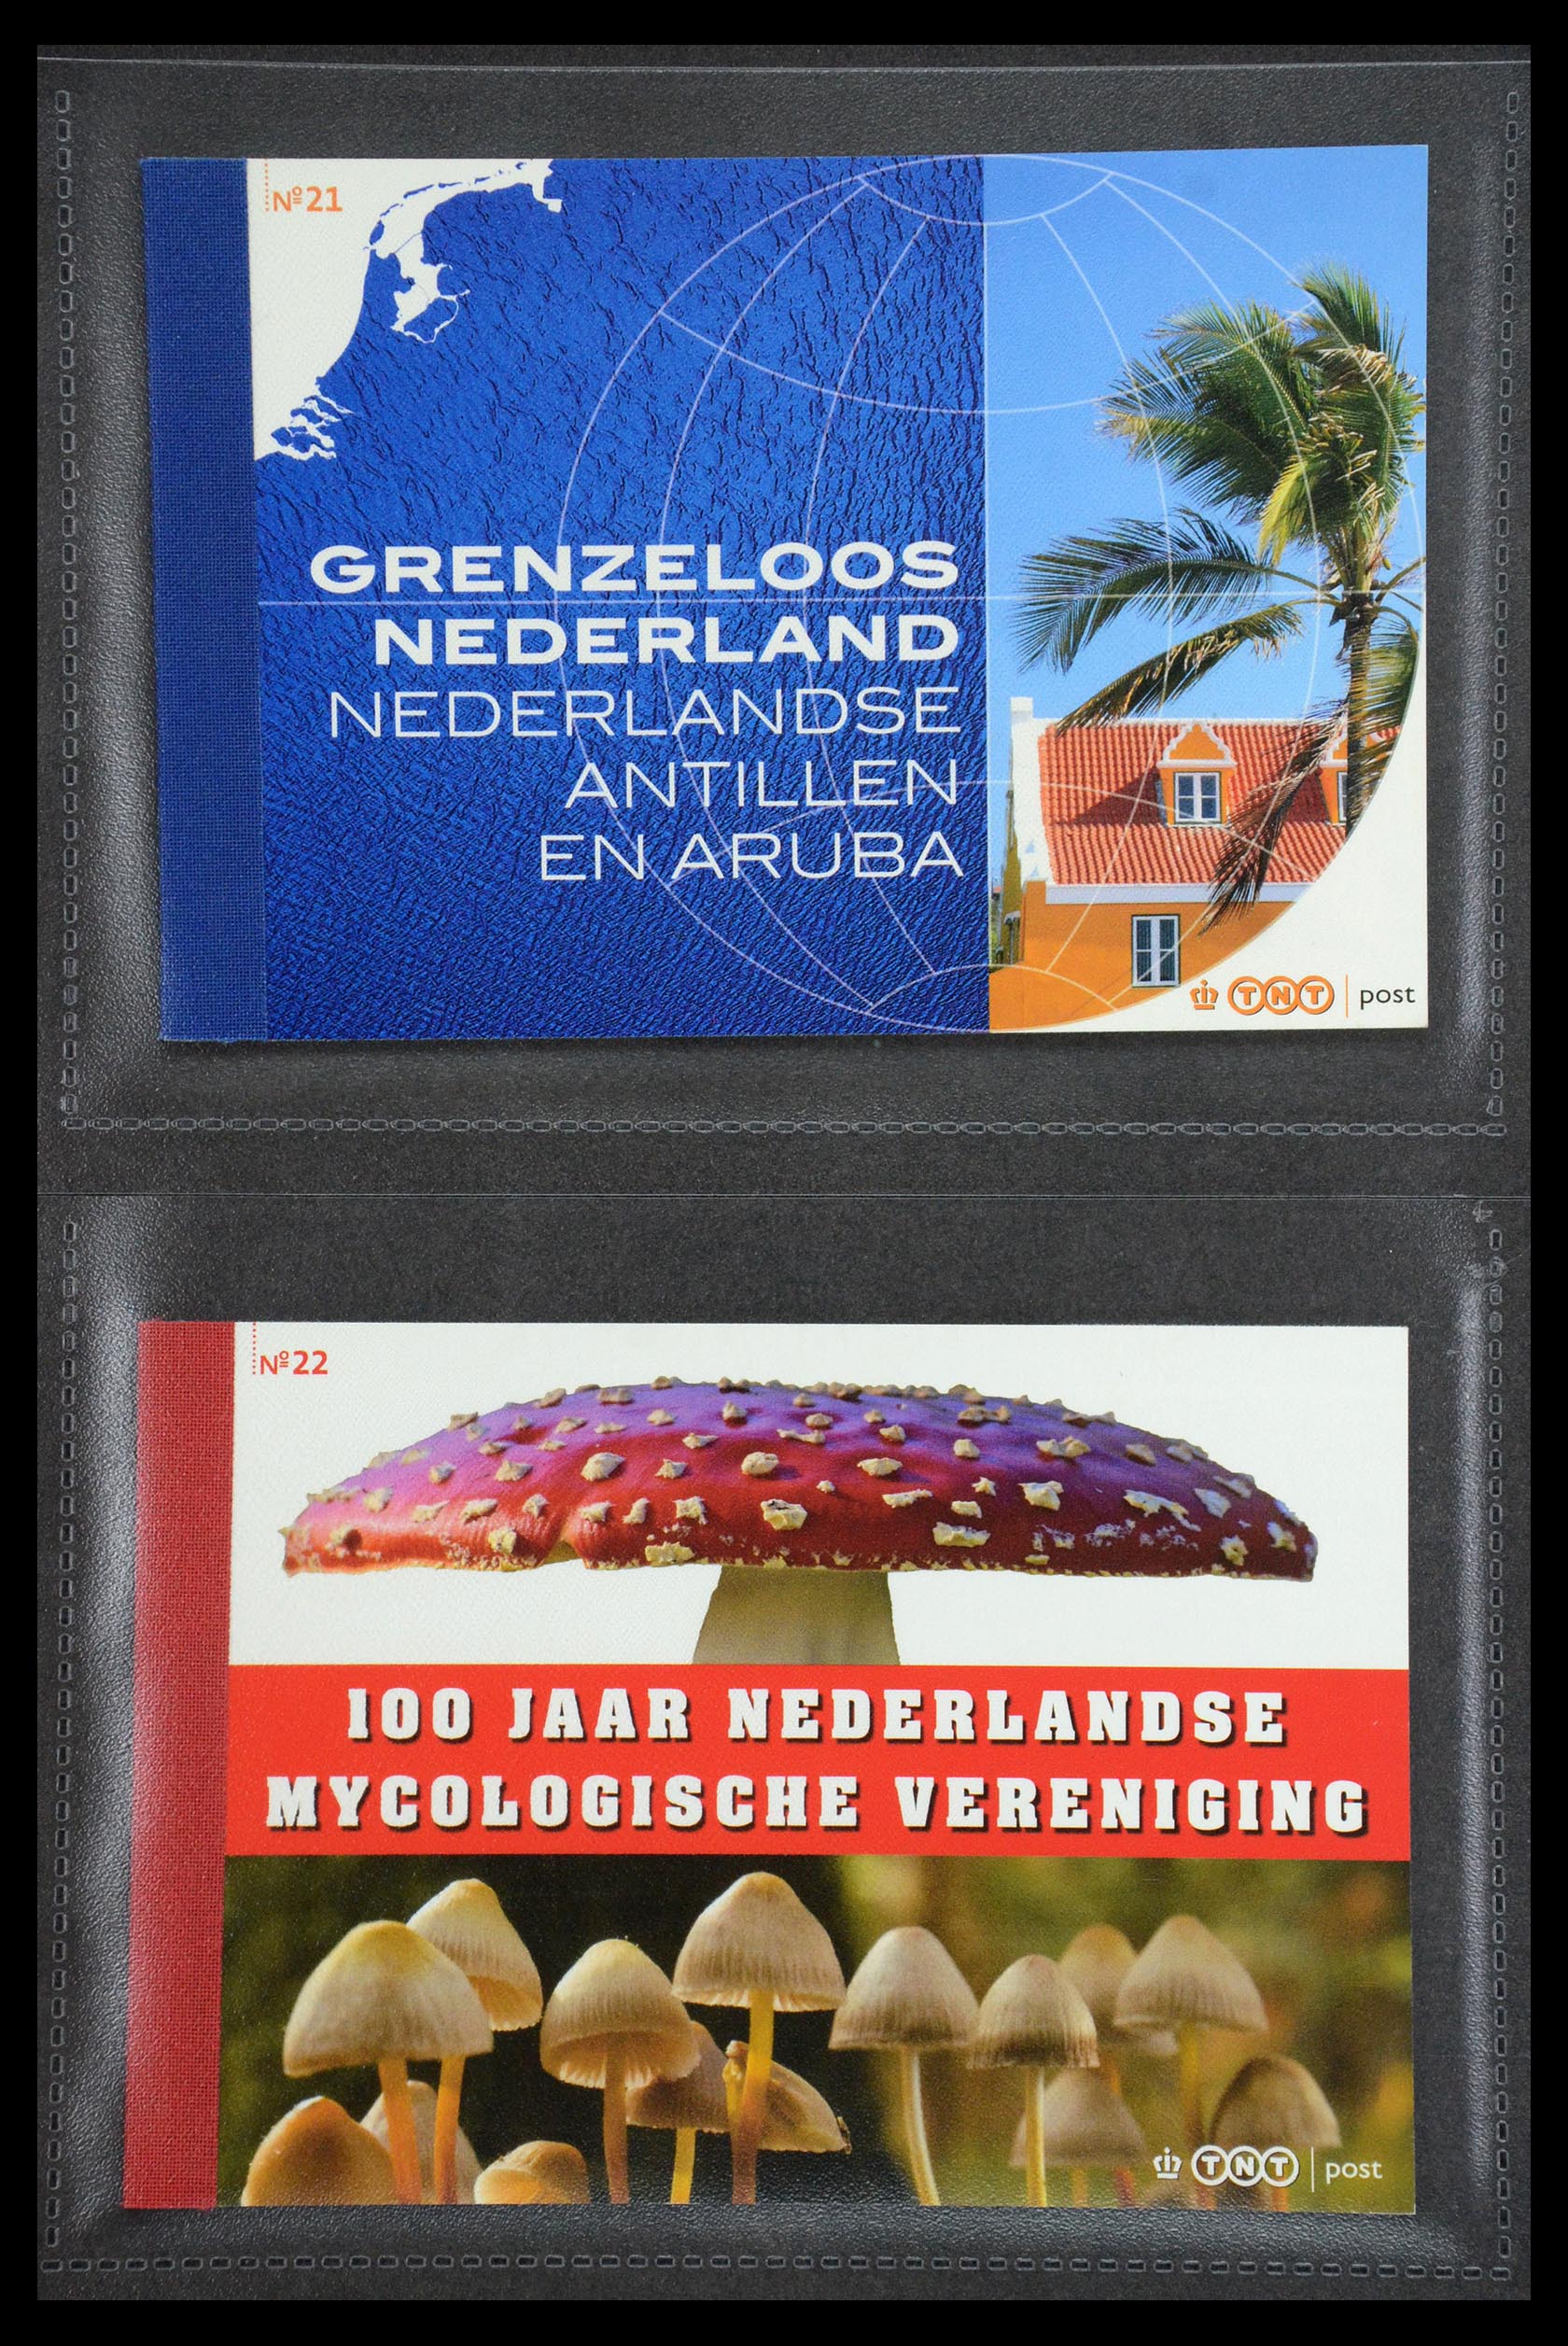 Nº21
GRENZELOOS
NEDERLAND
NEDERLANDSE
ANTILLEN
EN ARUBA
TNT post
Nº22
100 JAAR NEDERLANDSE
MYCOLOGISCHE VERENIGING
TNT post